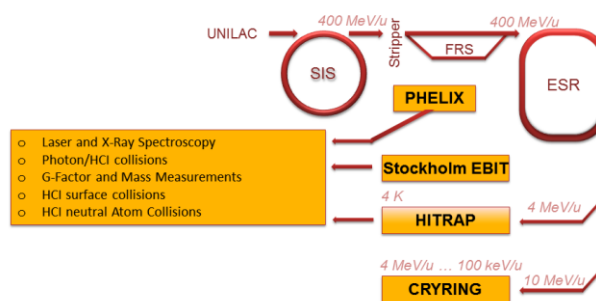 400 MeV/u
400 MeV/u
UNILAC
Stripper
FRS
SIS
ESR
PHELIX
o Laser and X-Ray Spectroscopy
o Photon/HCI collisions
o G-Factor and Mass Measurements
o HCI surface collisions
o HCI neutral Atom Collisions
Stockholm EBIT
4 K
HITRAP
4 MeV/u
4 MeV/u ... 100 keV/u
CRYRING
10 MeV/u